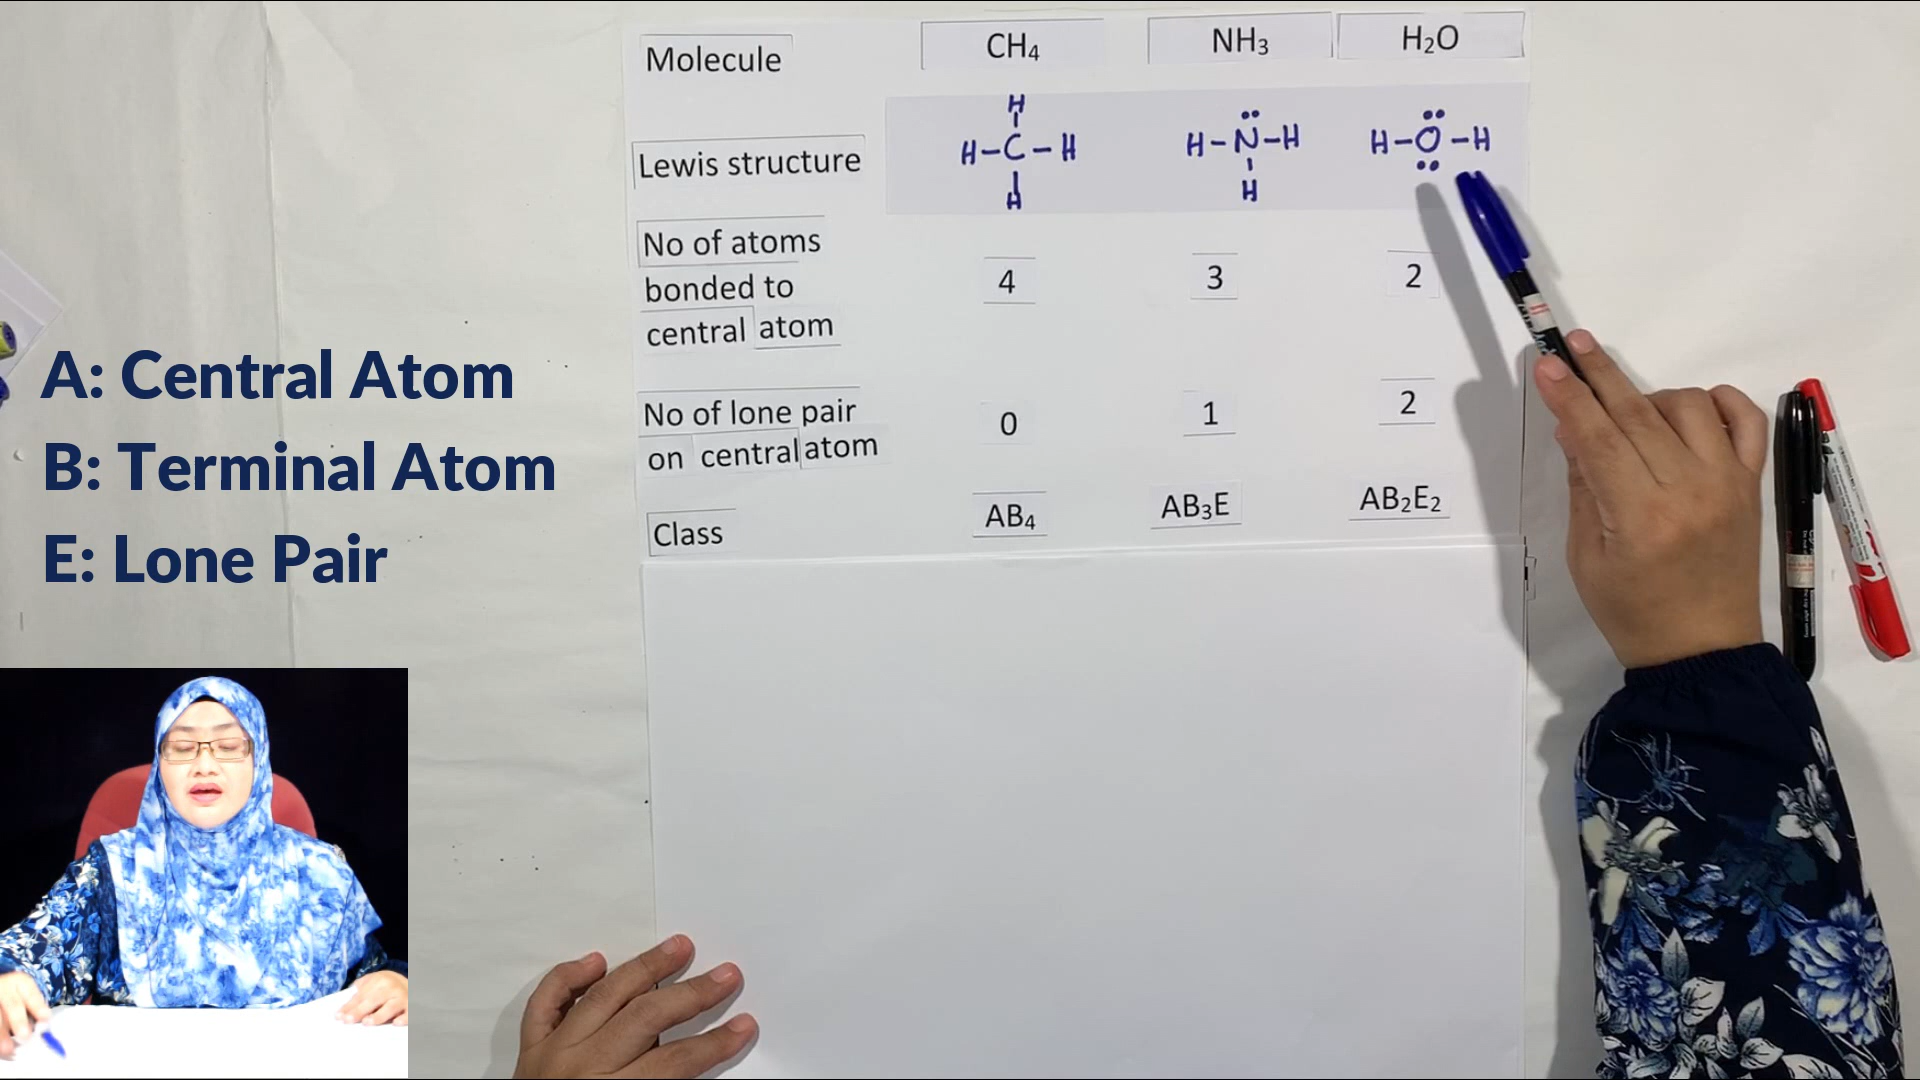 Molecule CH₄ NH₃ H₂O
H
H-C-H
H
H-N-H
H
H-O-H
Lewis structure
No of atoms
bonded to
central atom
4 3 2
No of lone pair
on central atom
0 1 2
Class AB₄ AB₃E AB₂E₂
A: Central Atom
B: Terminal Atom
E: Lone Pair